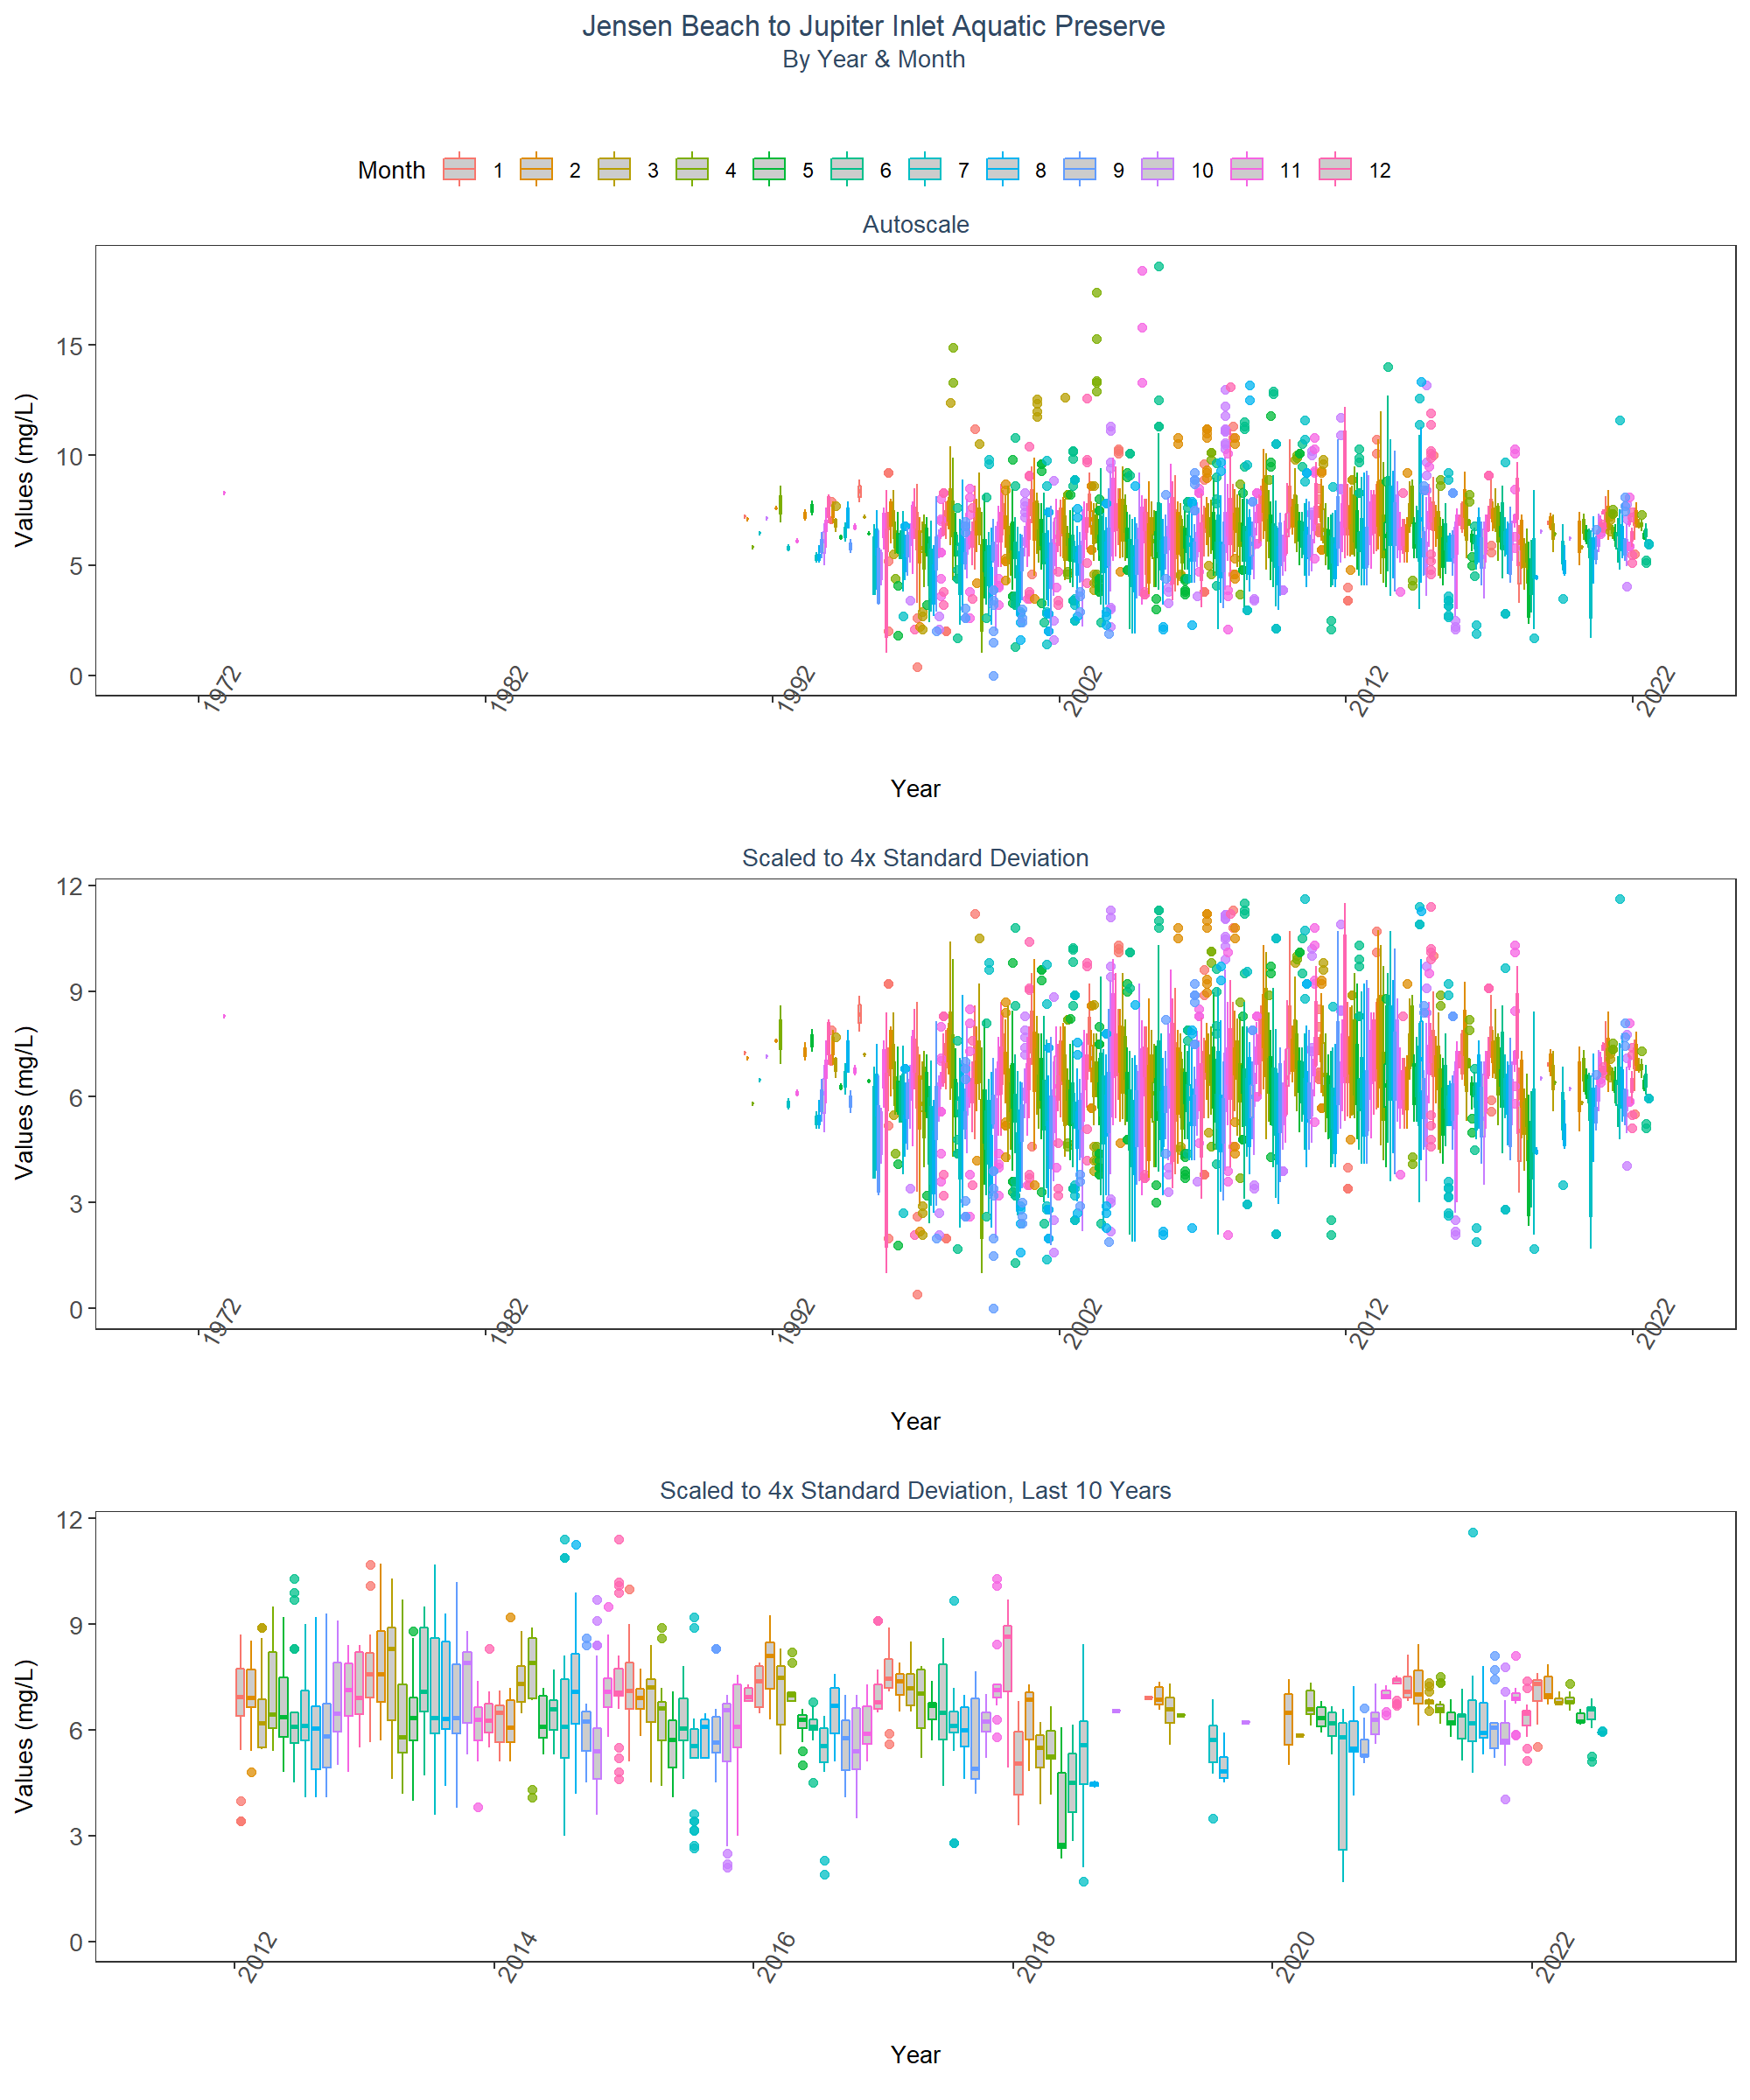 Jensen Beach to Jupiter Inlet Aquatic Preserve
By Year & Month
Month 1 2 3 4 5 6 7 8 9 10 11 12
Autoscale
Values (mg/L)
15
10
5
0
1972 1982 1992 2002 2012 2022
Year
Scaled to 4x Standard Deviation
Values (mg/L)
12
9
6
3
0
1972 1982 1992 2002 2012 2022
Year
Scaled to 4x Standard Deviation, Last 10 Years
Values (mg/L)
12
9
6
3
0
2012 2014 2016 2018 2020 2022
Year